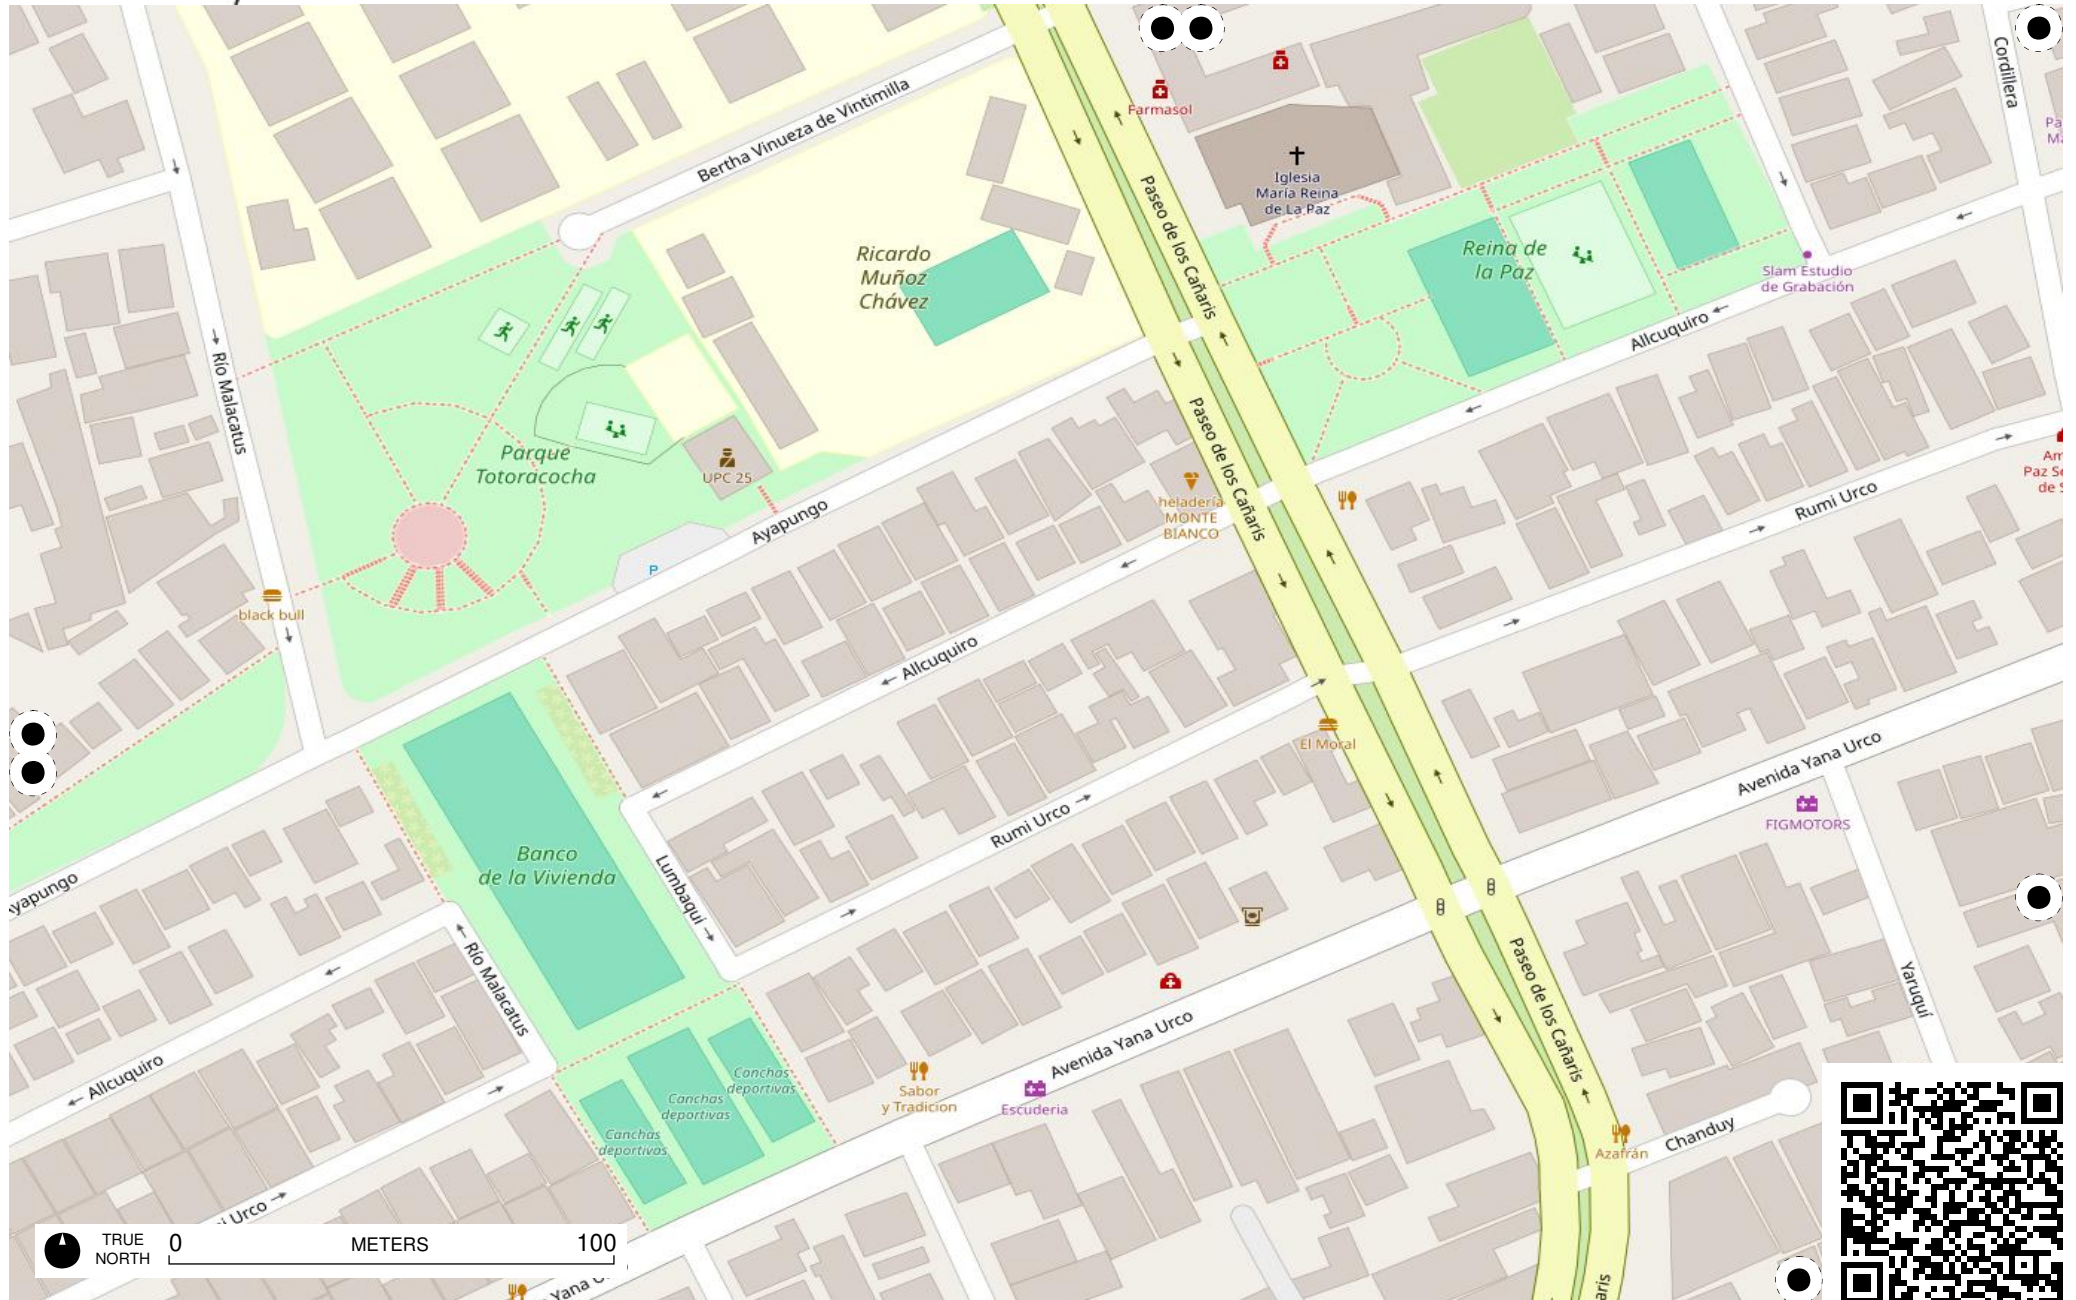 Cordillera
Bertha Vinueza de Vintimilla
Farmasol
Iglesia
María Reina
de La Paz
Paseo de los Cañaris
Ricardo
Muñoz
Chávez
Reina de
la Paz
Slam Estudio
de Grabación
Allcuquiro
Río Malacatus
Paseo de los Cañaris
Parque
Totoracocha
UPC 25
heladería
MONTE
BIANCO
Rumi Urco
Ayapungo
P
black bull
Allcuquiro
El Moral
Avenida Yana Urco
FIGMOTORS
Rumi Urco
Banco
de la Vivienda
Lumbaqui
Río Malacatus
Paseo de los Cañaris
Yaruquí
Avenida Yana Urco
Allcuquiro
Canchas
deportivas
Canchas
deportivas
Canchas
deportivas
Sabor
y Tradicion
Escuderia
Chanduy
Azafrán
Urco
TRUE
NORTH
0 METERS 100
Yana